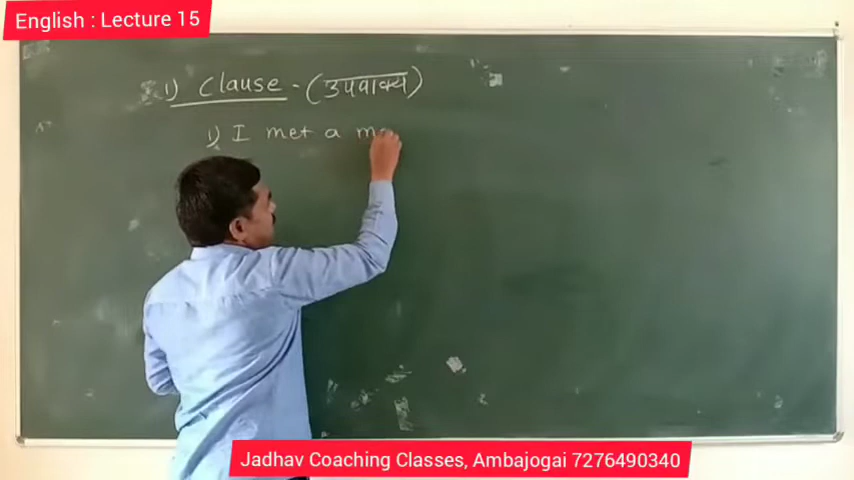 English : Lecture 15
1) Clause - (उपवाक्य)
1) I met a
Jadhav Coaching Classes, Ambajogai 7276490340